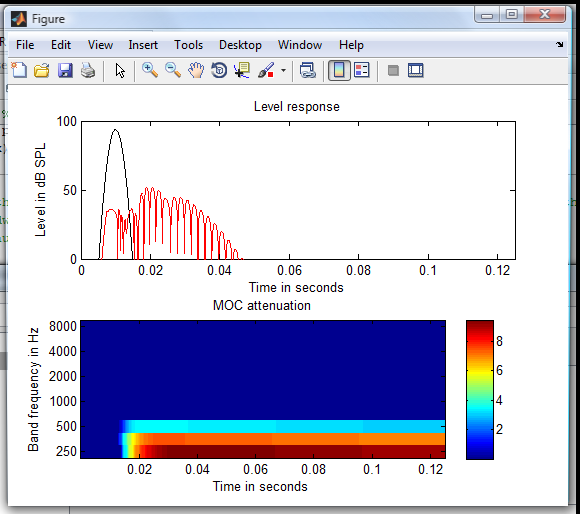 Figure
File Edit View Insert Tools Desktop Window Help
Level response
Level in dB SPL
100
50
0
0 0.02 0.04 0.06 0.08 0.1 0.12
Time in seconds
MOC attenuation
Band frequency in Hz
8000
4000
2000
1000
500
250
8
6
4
2
0.02 0.04 0.06 0.08 0.1 0.12
Time in seconds